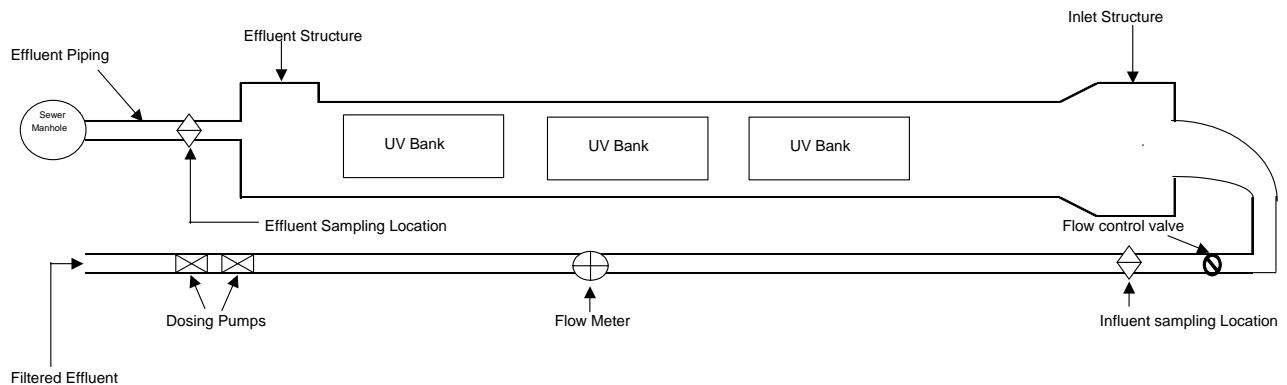 Inlet Structure
Effluent Structure
Effluent Piping
Sewer
Manhole
UV Bank
UV Bank
UV Bank
Effluent Sampling Location
Flow control valve
Dosing Pumps
Flow Meter
Influent sampling Location
Filtered Effluent